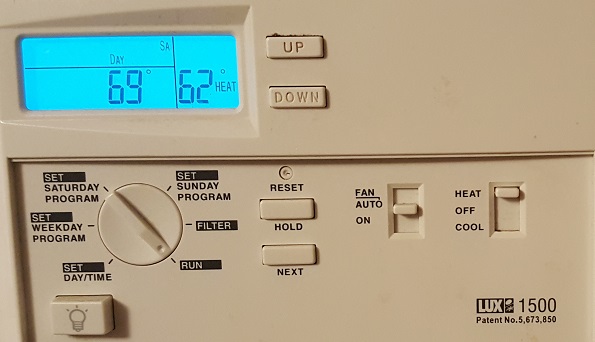 SA
DAY
69° 62° HEAT
UP
DOWN
SET
SATURDAY
PROGRAM
SET
SUNDAY
PROGRAM
SET
WEEKDAY
PROGRAM
FILTER
SET
DAY/TIME
RUN
RESET
HOLD
NEXT
FAN
AUTO
ON
HEAT
OFF
COOL
LUX 1500
Patent No.5,673,850